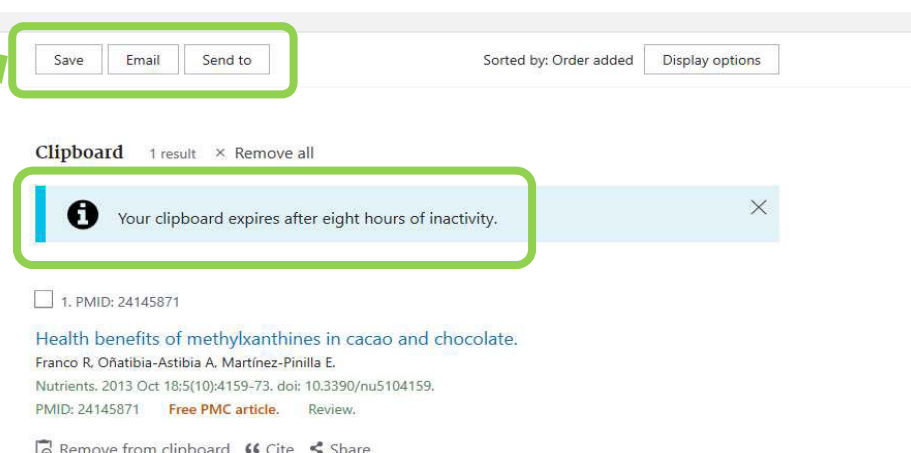 Save Email Send to Sorted by: Order added Display options
Clipboard 1 result × Remove all
Your clipboard expires after eight hours of inactivity.
1. PMID: 24145871
Health benefits of methylxanthines in cacao and chocolate.
Franco R, Oñatibia-Astibia A, Martínez-Pinilla E.
Nutrients. 2013 Oct 18;5(10):4159-73. doi: 10.3390/nu5104159.
PMID: 24145871 Free PMC article. Review.
Remove from clipboard Cite Share